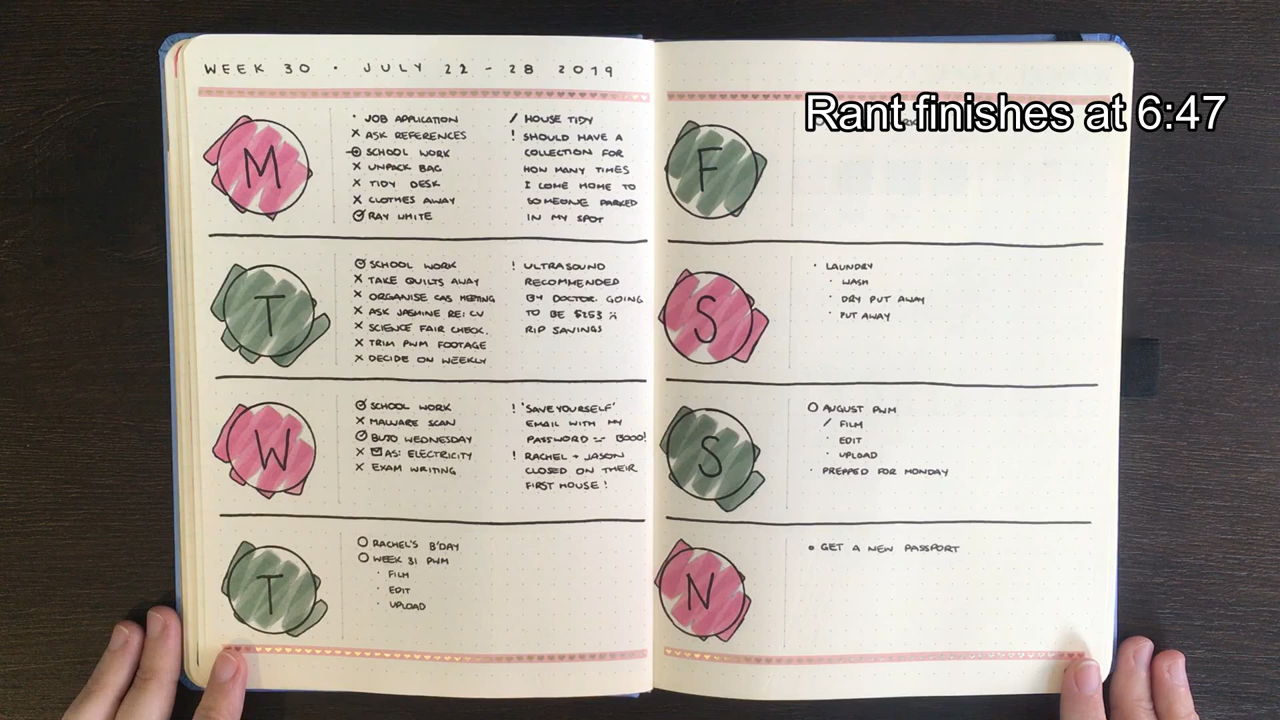 WEEK 30 · JULY 22 - 28 2019
M
· JOB APPLICATION
X ASK REFERENCES
SCHOOL WORK
X UNPACK BAG
X TIDY DESK
X CLOTHES AWAY
RAY WHITE
/ HOUSE TIDY
! SHOULD HAVE A
COLLECTION FOR
HOW MANY TIMES
I COME HOME TO
SOMEONE PARKED
IN MY SPOT
T
SCHOOL WORK
X TAKE QUILTS AWAY
X ORGANISE CAS MEETING
X ASK JASMINE RE: CV
X SCIENCE FAIR CHECK.
X TRIM PWM FOOTAGE
X DECIDE ON WEEKLY
! ULTRASOUND
RECOMMENDED
BY DOCTOR. GOING
TO BE $253 :(
RIP SAVINGS
W
SCHOOL WORK
X MALWARE SCAN
BUJO WEDNESDAY
X AS: ELECTRICITY
X EXAM WRITING
! 'SAVE YOURSELF'
EMAIL WITH MY
PASSWORD BOOO!
! RACHEL + JASON
CLOSED ON THEIR
FIRST HOUSE!
T
RACHEL'S B'DAY
WEEK 31 PWM
· FILM
· EDIT
· UPLOAD
Rant finishes at 6:47
F
S
· LAUNDRY
· WASH
· DRY PUT AWAY
· PUT AWAY
S
AUGUST PWM
/ FILM
· EDIT
· UPLOAD
· PREPPED FOR MONDAY
N
• GET A NEW PASSPORT